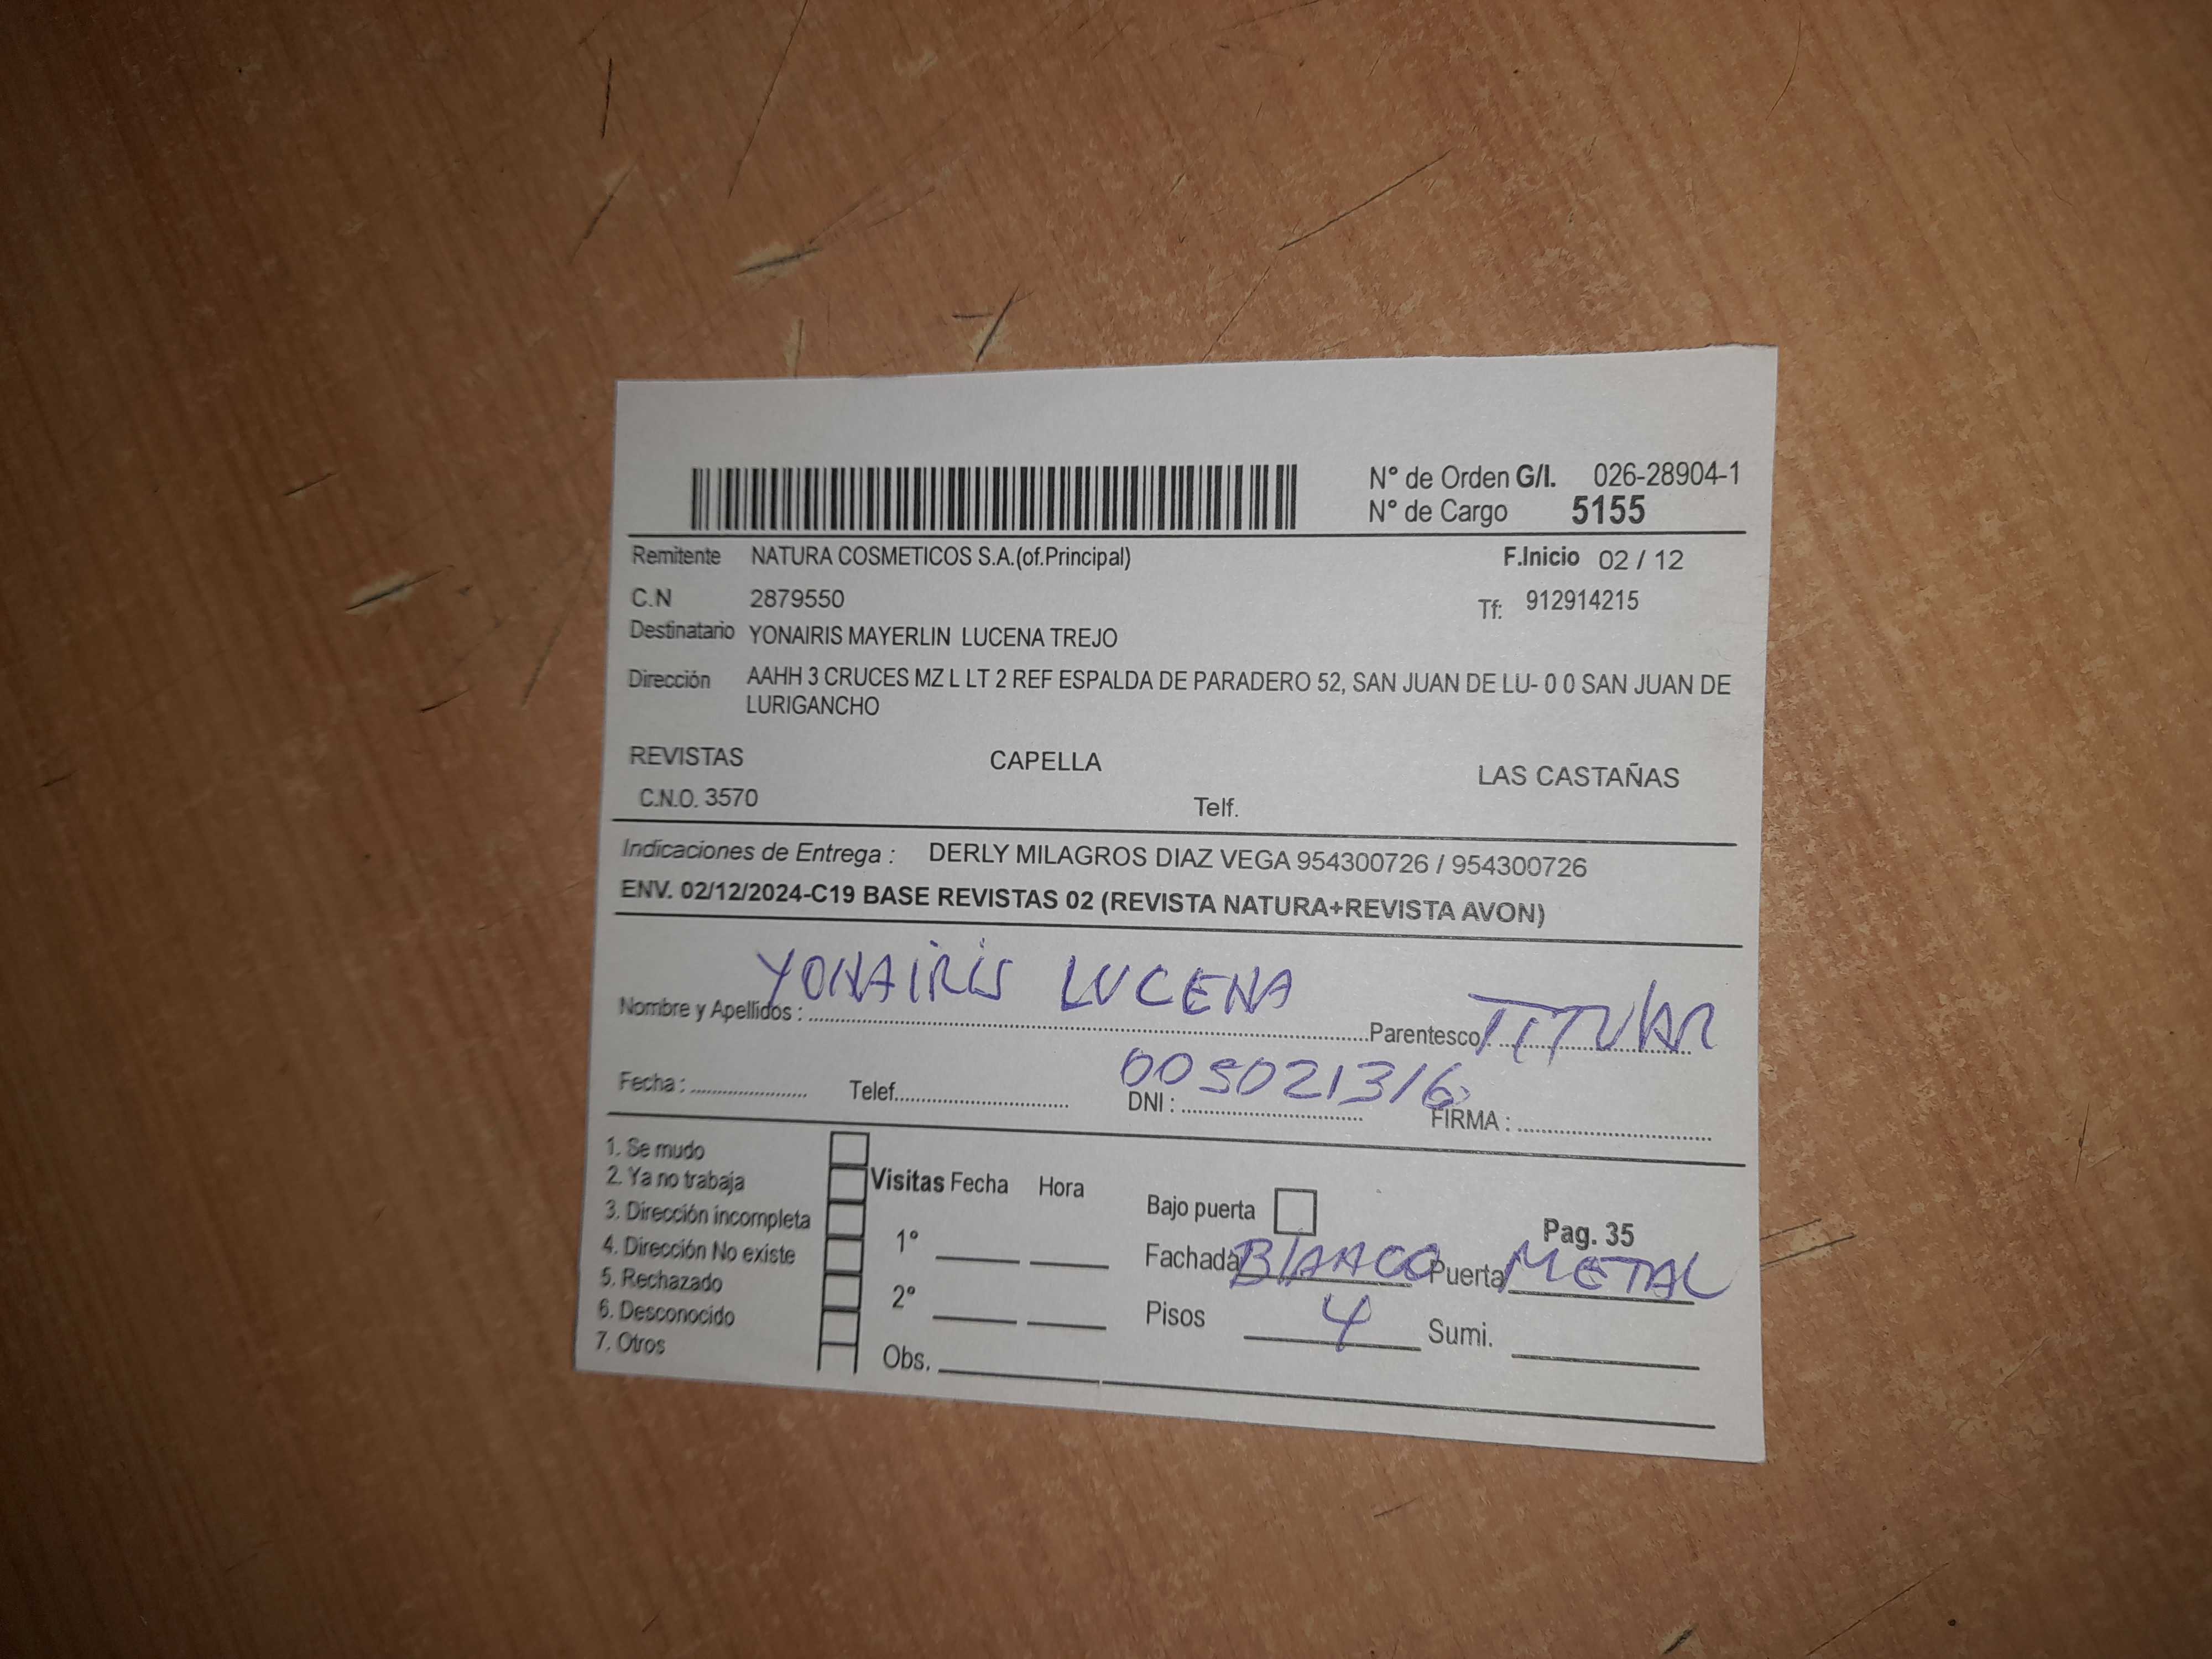 N° de Orden G/I. 026-28904-1
N° de Cargo 5155
Remitente NATURA COSMETICOS S.A.(of.Principal) F.Inicio 02 / 12
C.N 2879550 Tf: 912914215
Destinatario YONAIRIS MAYERLIN LUCENA TREJO
Dirección AAHH 3 CRUCES MZ L LT 2 REF ESPALDA DE PARADERO 52, SAN JUAN DE LU- 0 0 SAN JUAN DE
LURIGANCHO
REVISTAS CAPELLA LAS CASTAÑAS
C.N.O. 3570 Telf.
Indicaciones de Entrega : DERLY MILAGROS DIAZ VEGA 954300726 / 954300726
ENV. 02/12/2024-C19 BASE REVISTAS 02 (REVISTA NATURA+REVISTA AVON)
Nombre y Apellidos : YONAIRIS LUCENA Parentesco: TITULAR
Fecha : Telef. DNI : 005021316 FIRMA :
1. Se mudo
2. Ya no trabaja
3. Dirección incompleta
4. Dirección No existe
5. Rechazado
6. Desconocido
7. Otros
Visitas Fecha Hora
1°
2°
Obs.
Bajo puerta Pag. 35
Fachada BLANCO Puerta METAL
Pisos 4 Sumi.